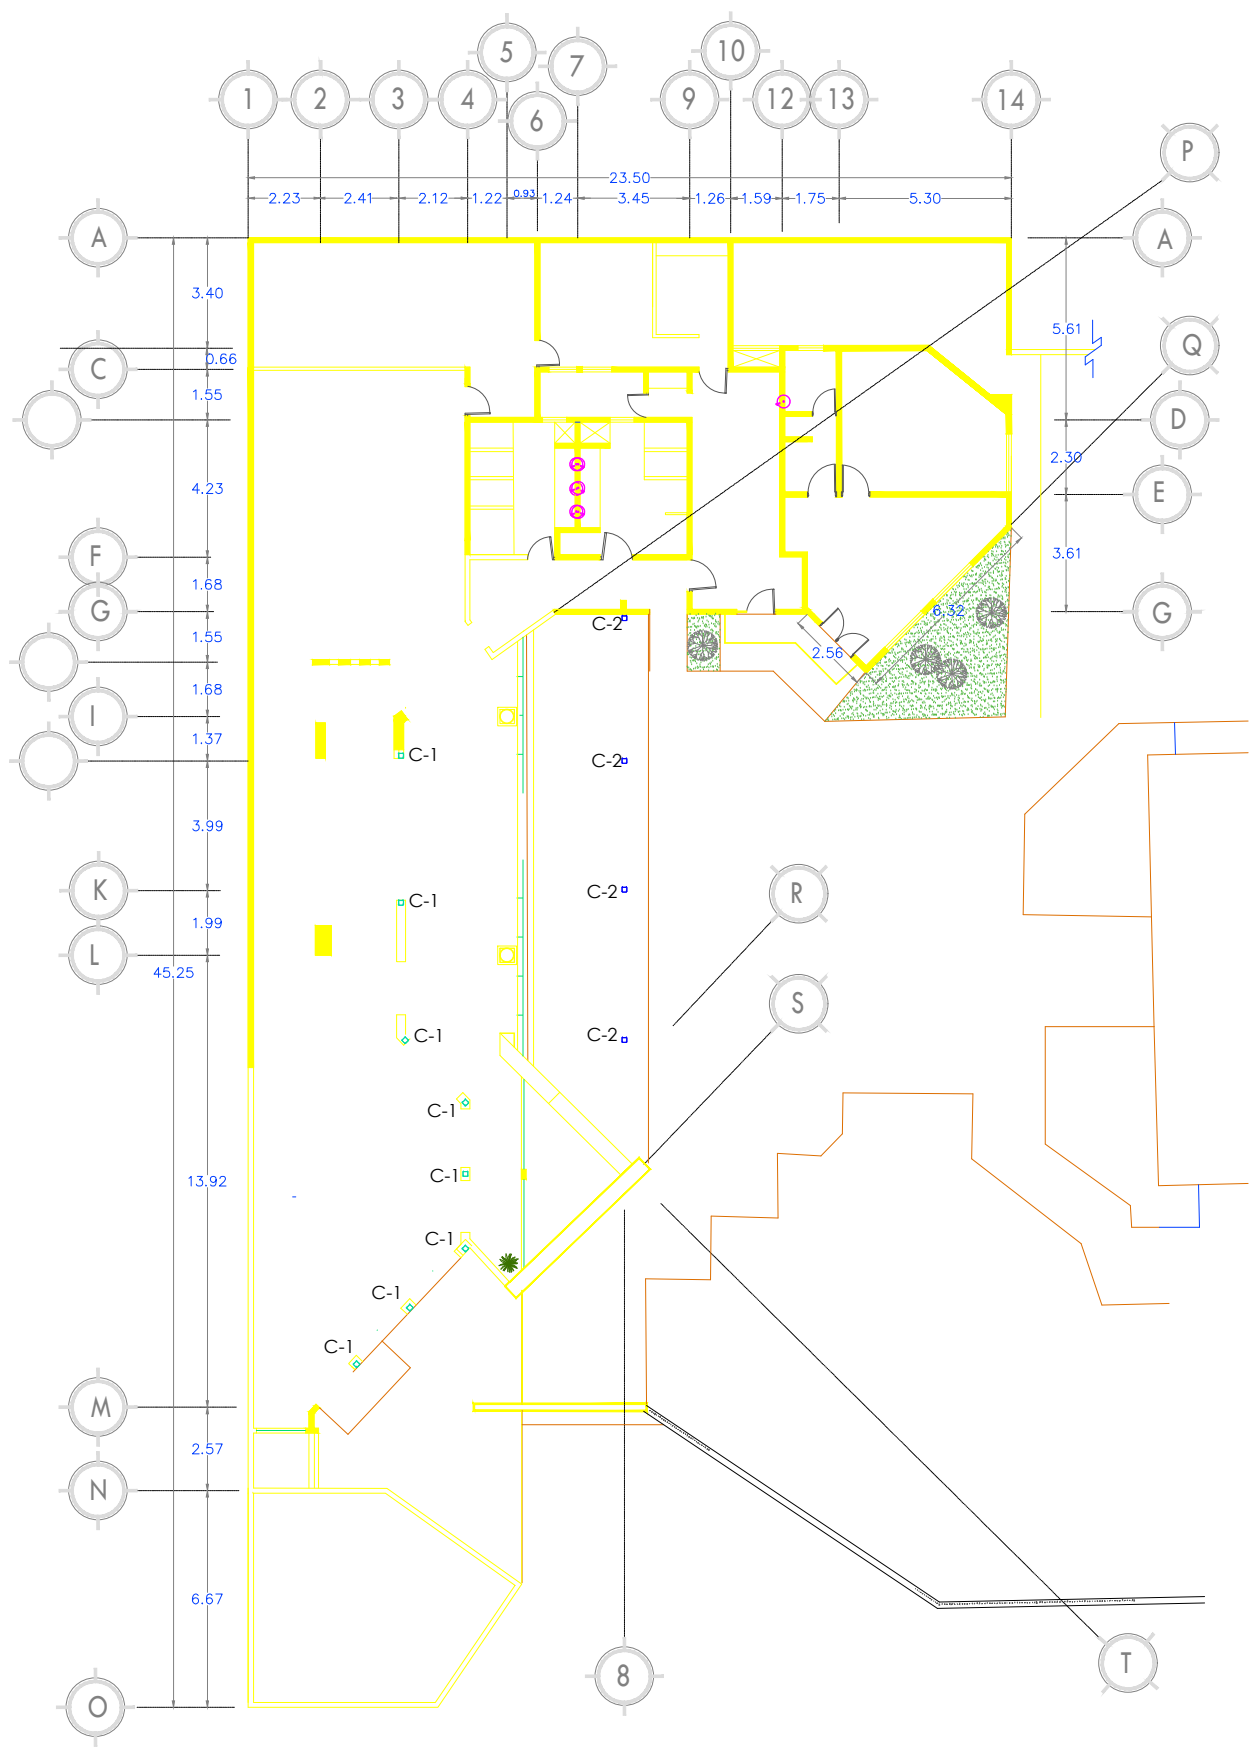 5
10
7
1
2
3
4
9
12
13
14
6
P
23.50
2.23
2.41
2.12
1.22
0.93
1.24
3.45
1.26
1.59
1.75
5.30
A
A
3.40
5.61
Q
0.66
C
1.55
D
2.30
4.23
E
F
3.61
1.68
G
G
6.32
C-2
1.55
2.56
1.68
I
1.37
C-1
C-2
3.99
K
C-2
R
C-1
1.99
L
45.25
S
C-1
C-2
C-1
C-1
13.92
C-1
C-1
C-1
M
2.57
N
6.67
O
8
T